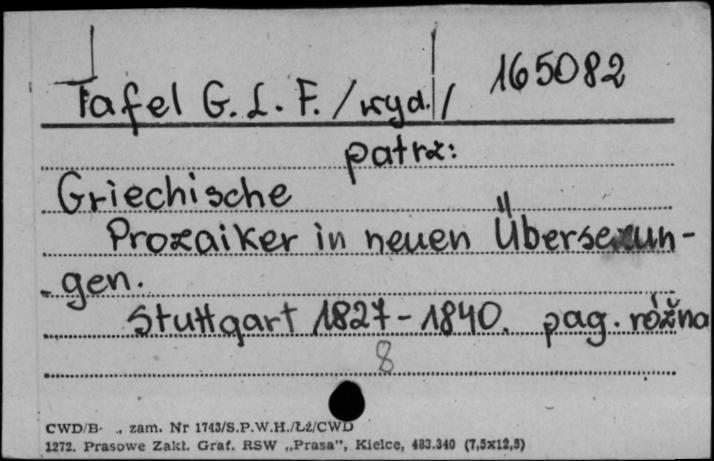 Tafel G. L. F. /wyd./ 165082
patrz:
Griechische
Prozaiker in neuen Übersezun-
-gen.
Stuttgart 1827-1840. pag. różna
8
CWD/B- ., zam. Nr 1743/S.P.W.H./Łż/CWD
1272. Prasowe Zakł. Graf. RSW „Prasa”, Kielce, 483.340 (7,5x12,5)